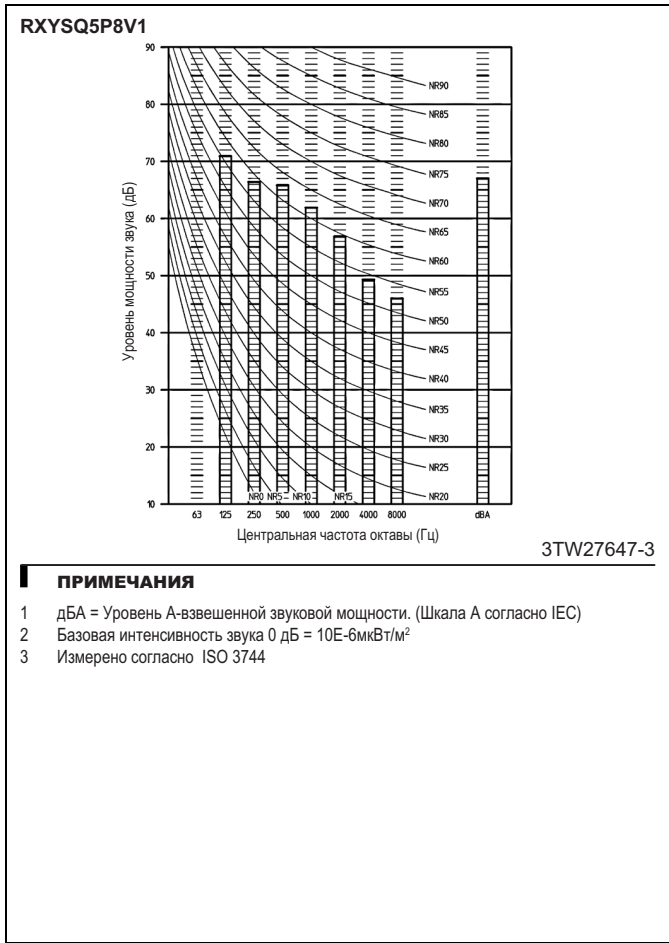 RXYSQ5P8V1
90
80
70
60
50
40
30
20
10
Уровень мощности звука (дБ)
NR90
NR85
NR80
NR75
NR70
NR65
NR60
NR55
NR50
NR45
NR40
NR35
NR30
NR25
NR20
NR0 NR5 NR10 NR15
63 125 250 500 1000 2000 4000 8000 dBA
Центральная частота октавы (Гц)
3TW27647-3
ПРИМЕЧАНИЯ
1 дБА = Уровень А-взвешенной звуковой мощности. (Шкала А согласно IEC)
2 Базовая интенсивность звука 0 дБ = 10E-6мкВт/м²
3 Измерено согласно ISO 3744